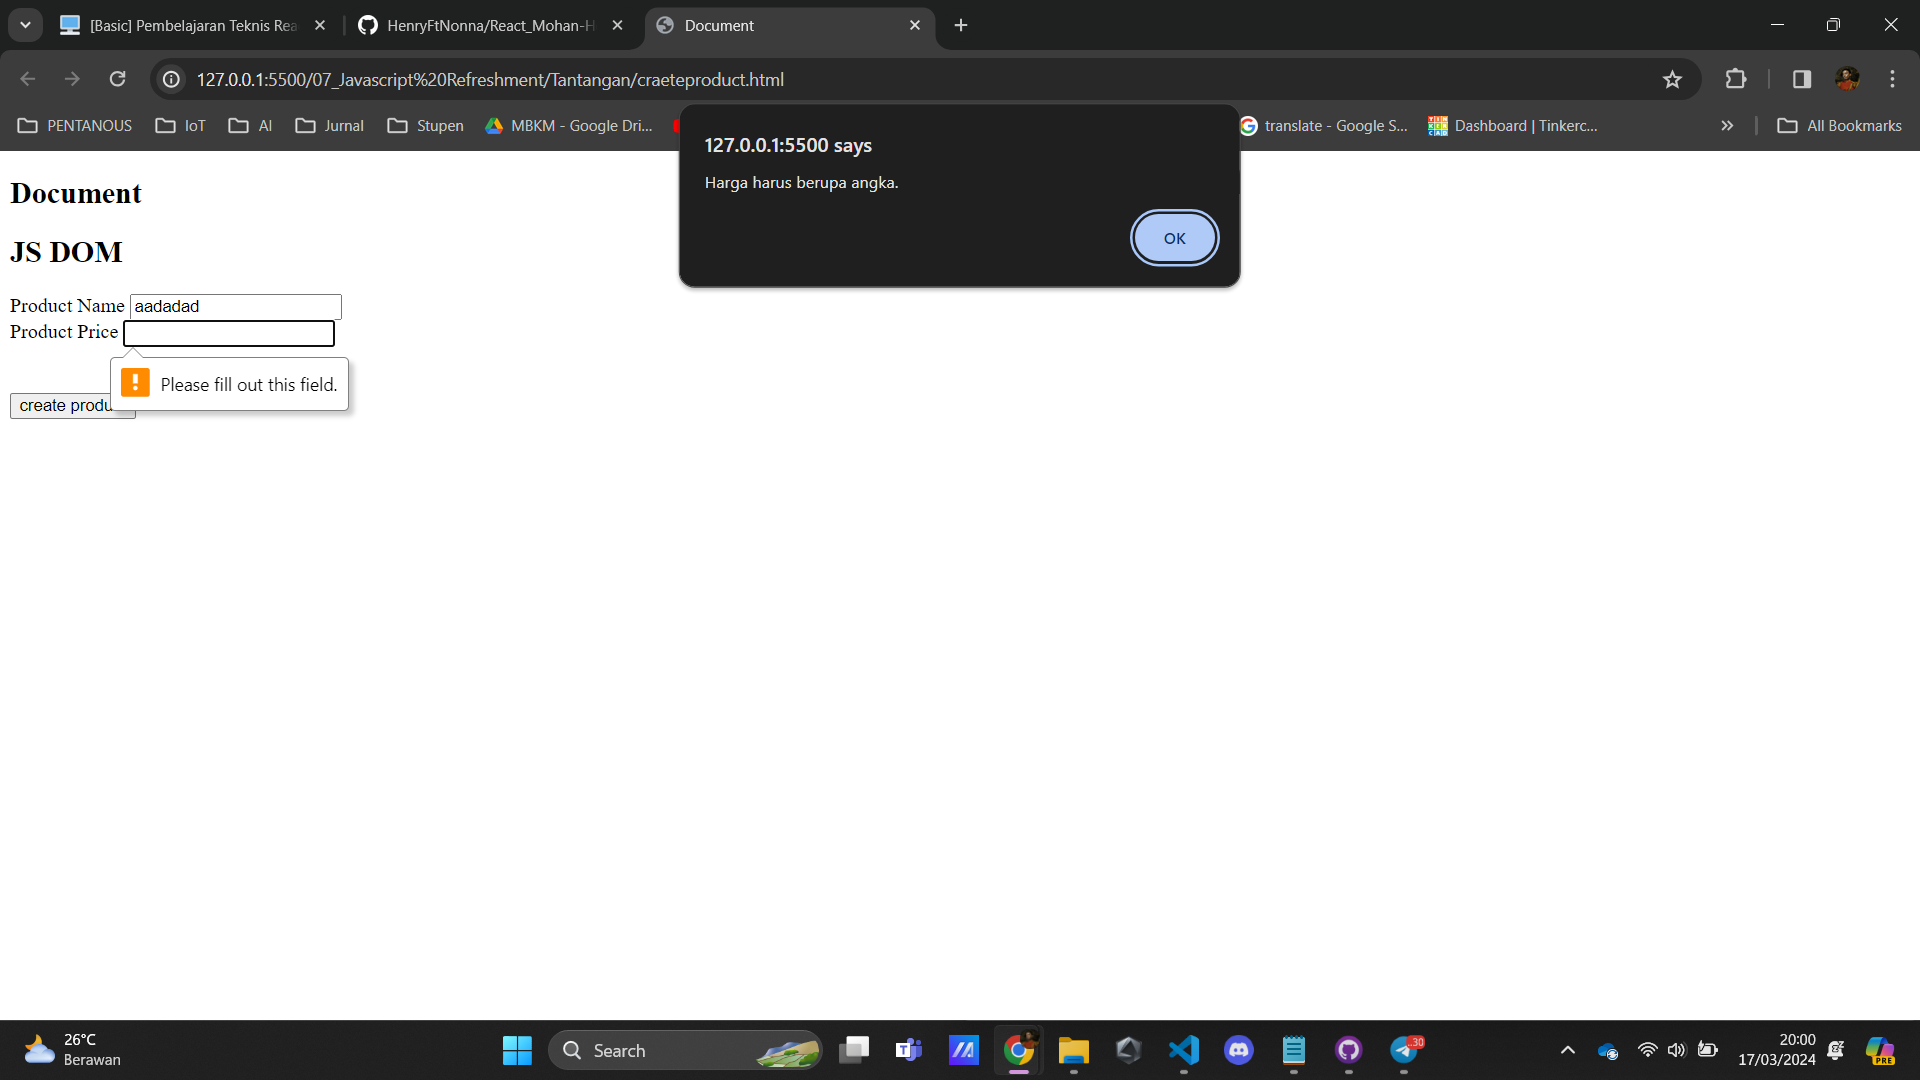 [Basic] Pembelajaran Teknis Rea
HenryFtNonna/React_Mohan-H
Document
127.0.0.1:5500/07_Javascript%20Refreshment/Tantangan/craeteproduct.html
PENTANOUS
IoT
AI
Jurnal
Stupen
MBKM - Google Dri...
translate - Google S...
Dashboard | Tinkerc...
All Bookmarks
127.0.0.1:5500 says
Harga harus berupa angka.
OK
Document
JS DOM
Product Name aadadad
Product Price
Please fill out this field.
create produ
26°C
Berawan
Search
30
20:00
17/03/2024
PRE